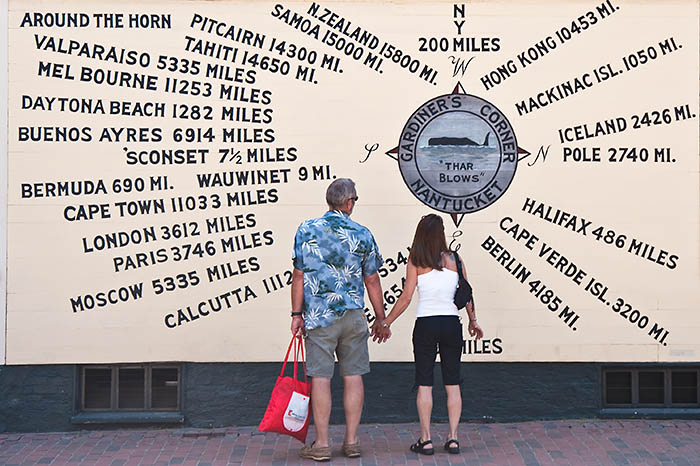 AROUND THE HORN
VALPARAISO 5335 MILES
MEL BOURNE 11253 MILES
DAYTONA BEACH 1282 MILES
BUENOS AYRES 6914 MILES
'SCONSET 7½ MILES
BERMUDA 690 MI.
WAUWINET 9 MI.
CAPE TOWN 11033 MILES
LONDON 3612 MILES
PARIS 3746 MILES
MOSCOW 5335 MILES
CALCUTTA
PITCAIRN 14300 MI.
TAHITI 14650 MI.
SAMOA 15000 MI.
N. ZEALAND 15800 MI.
NY
200 MILES
W
S
N
E
GARDINER'S CORNER
"THAR
BLOWS"
NANTUCKET
HONG KONG 10453 MI.
MACKINAC ISL. 1050 MI.
ICELAND 2426 MI.
POLE 2740 MI.
HALIFAX 486 MILES
CAPE VERDE ISL. 3200 MI.
BERLIN 4185 MI.
MILES